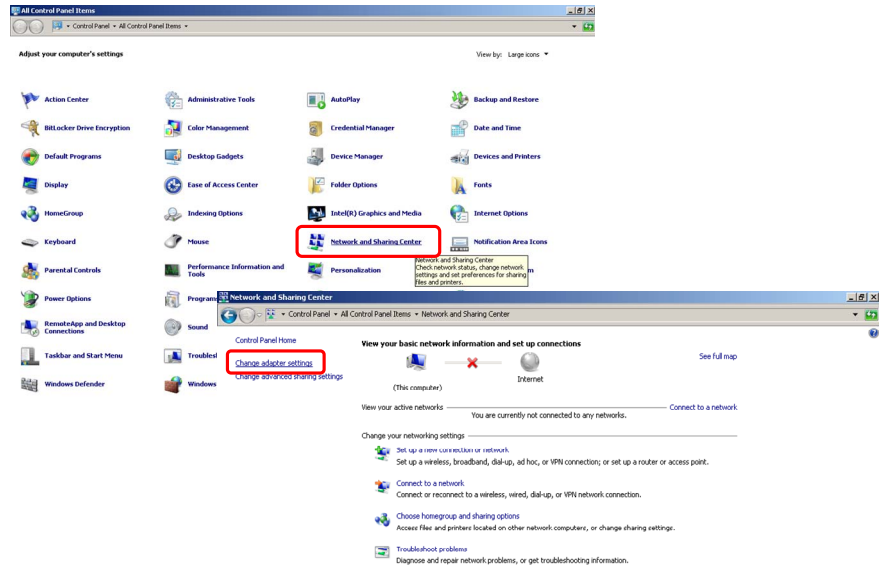 All Control Panel Items
Control Panel ▸ All Control Panel Items ▸
Adjust your computer's settings
View by: Large icons ▼
Action Center
Administrative Tools
AutoPlay
Backup and Restore
BitLocker Drive Encryption
Color Management
Credential Manager
Date and Time
Default Programs
Desktop Gadgets
Device Manager
Devices and Printers
Display
Ease of Access Center
Folder Options
Fonts
HomeGroup
Indexing Options
Intel(R) Graphics and Media
Internet Options
Keyboard
Mouse
Network and Sharing Center
Notification Area Icons
Network and Sharing Center
Check network status, change network
settings and set preferences for sharing
files and printers.
Parental Controls
Performance Information and
Tools
Personalization
Power Options
RemoteApp and Desktop
Connections
Sound
Taskbar and Start Menu
Windows Defender
Windows
Network and Sharing Center
Control Panel ▸ All Control Panel Items ▸ Network and Sharing Center
Control Panel Home
Change adapter settings
Change advanced sharing settings
View your basic network information and set up connections
See full map
(This computer)
Internet
View your active networks
Connect to a network
You are currently not connected to any networks.
Change your networking settings
Set up a new connection or network
Set up a wireless, broadband, dial-up, ad hoc, or VPN connection; or set up a router or access point.
Connect to a network
Connect or reconnect to a wireless, wired, dial-up, or VPN network connection.
Choose homegroup and sharing options
Access files and printers located on other network computers, or change sharing settings.
Troubleshoot problems
Diagnose and repair network problems, or get troubleshooting information.